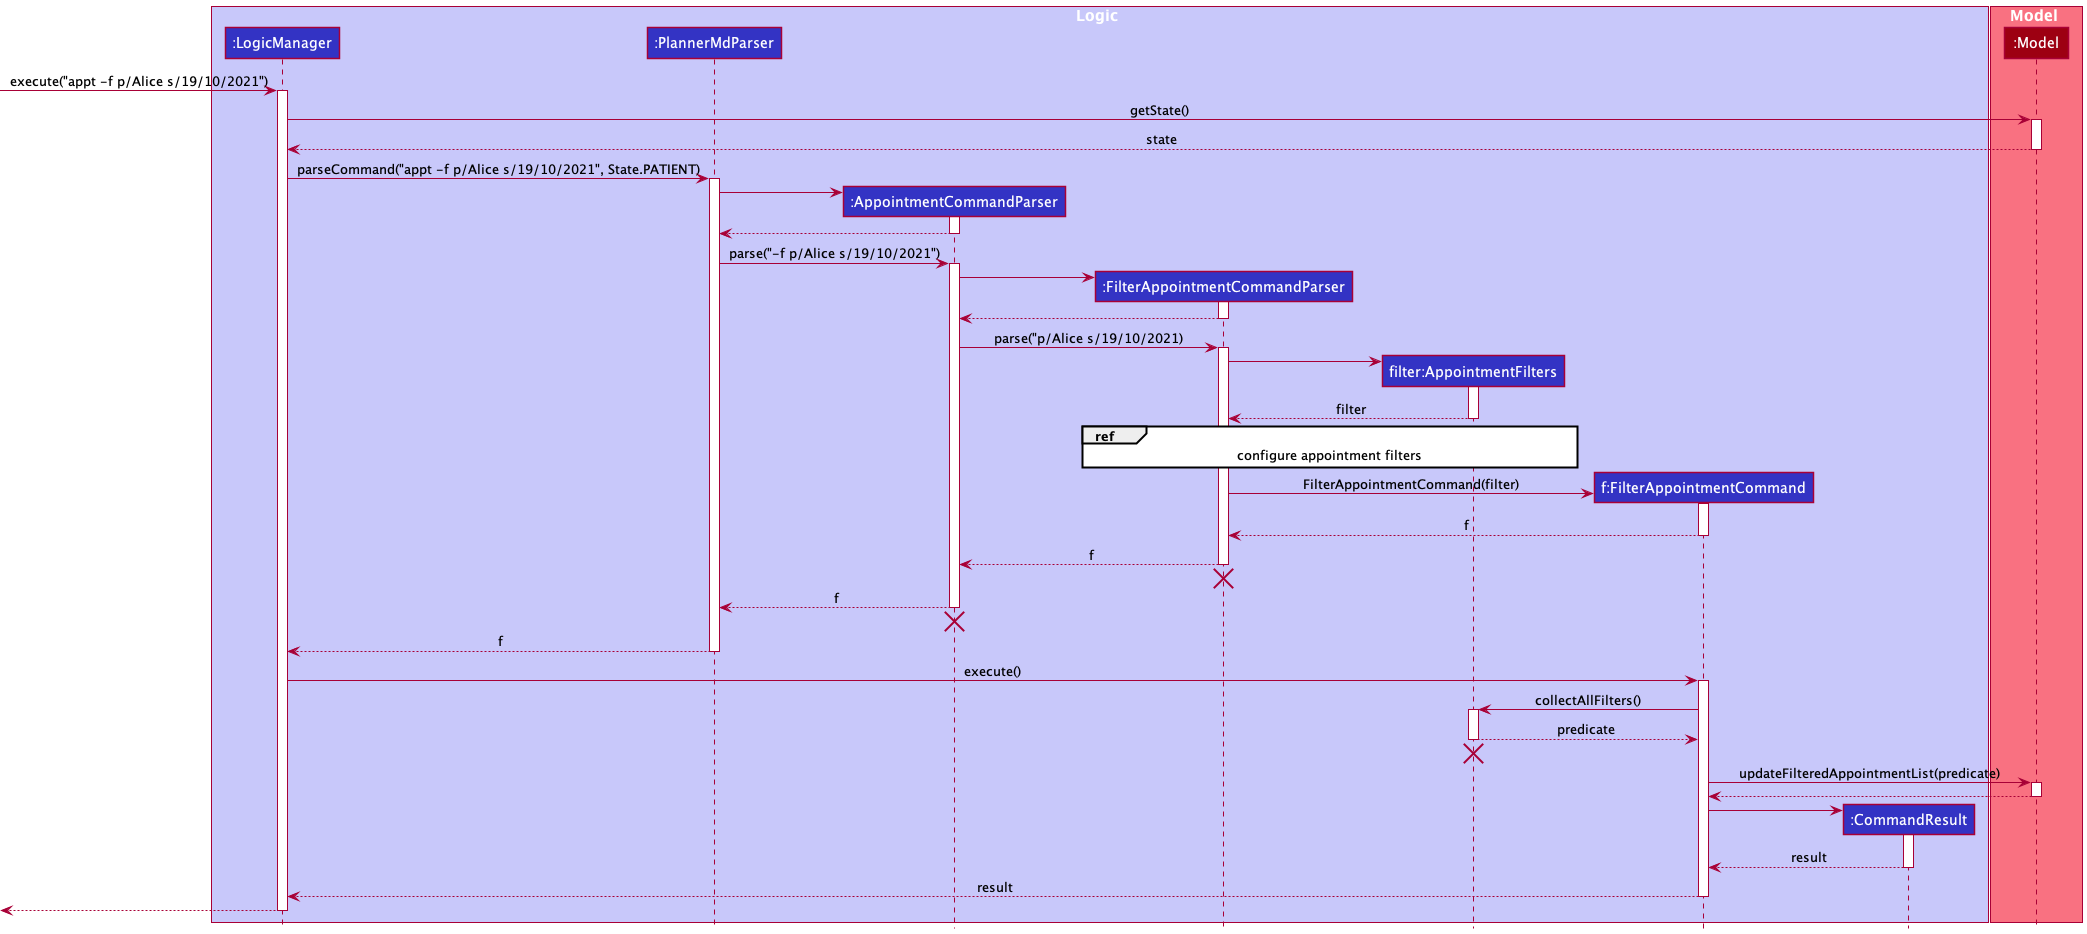 Logic
Model
:LogicManager
:PlannerMdParser
:Model
execute("appt -f p/Alice s/19/10/2021")
getState()
state
parseCommand("appt -f p/Alice s/19/10/2021", State.PATIENT)
:AppointmentCommandParser
parse("-f p/Alice s/19/10/2021")
:FilterAppointmentCommandParser
parse("p/Alice s/19/10/2021)
filter:AppointmentFilters
filter
ref
configure appointment filters
FilterAppointmentCommand(filter)
f:FilterAppointmentCommand
f
f
f
f
execute()
collectAllFilters()
predicate
updateFilteredAppointmentList(predicate)
:CommandResult
result
result